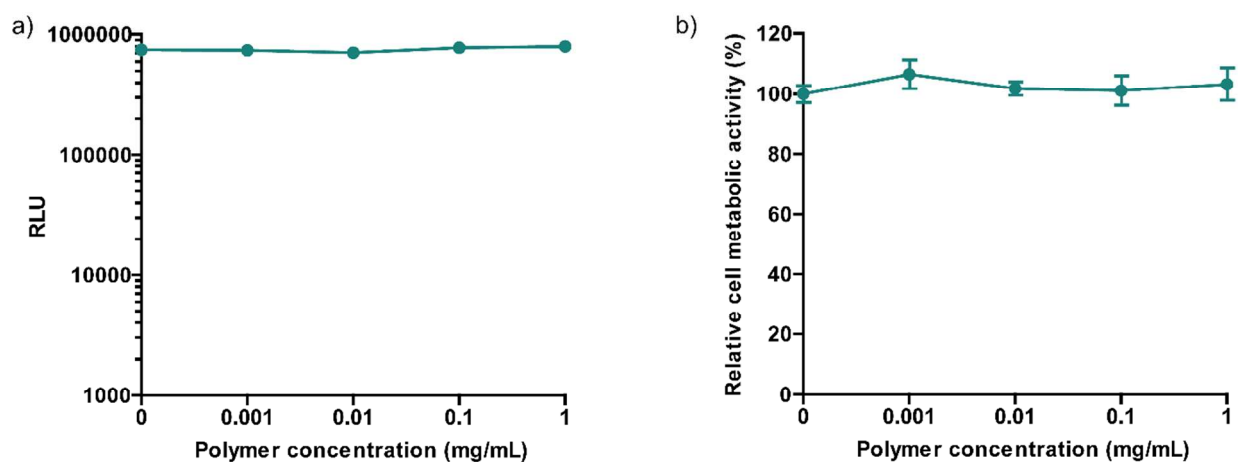 a)
1000000
100000
10000
1000
RLU
0 0.001 0.01 0.1 1
Polymer concentration (mg/mL)
b)
120
100
80
60
40
20
0
Relative cell metabolic activity (%)
0 0.001 0.01 0.1 1
Polymer concentration (mg/mL)